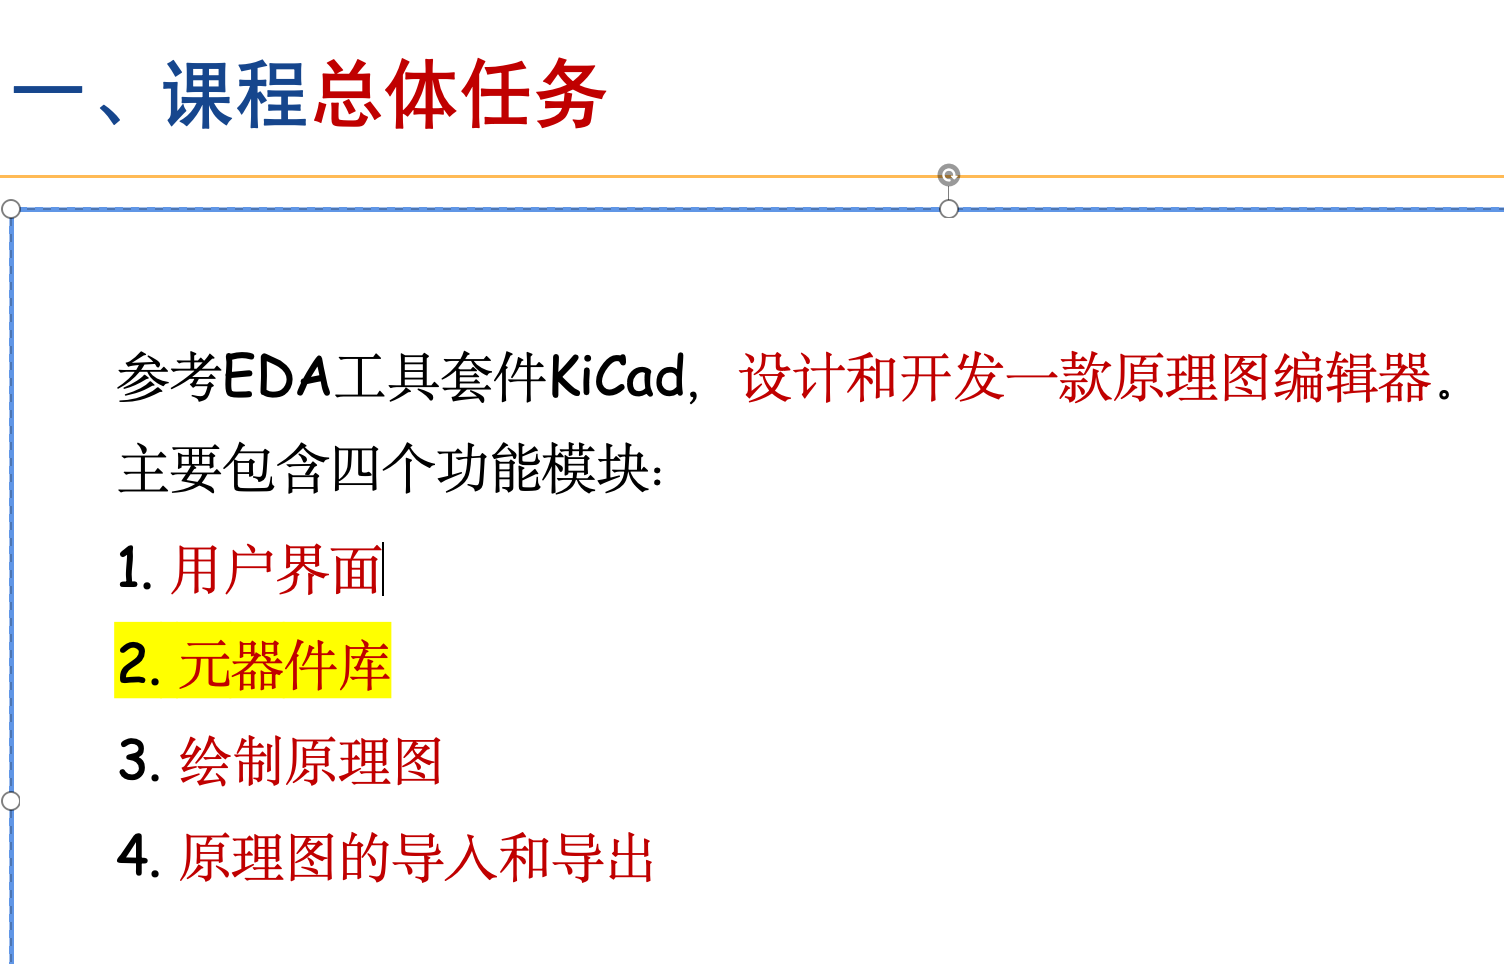 一、课程总体任务
参考EDA工具套件KiCad，设计和开发一款原理图编辑器。
主要包含四个功能模块：
1. 用户界面
2. 元器件库
3. 绘制原理图
4. 原理图的导入和导出